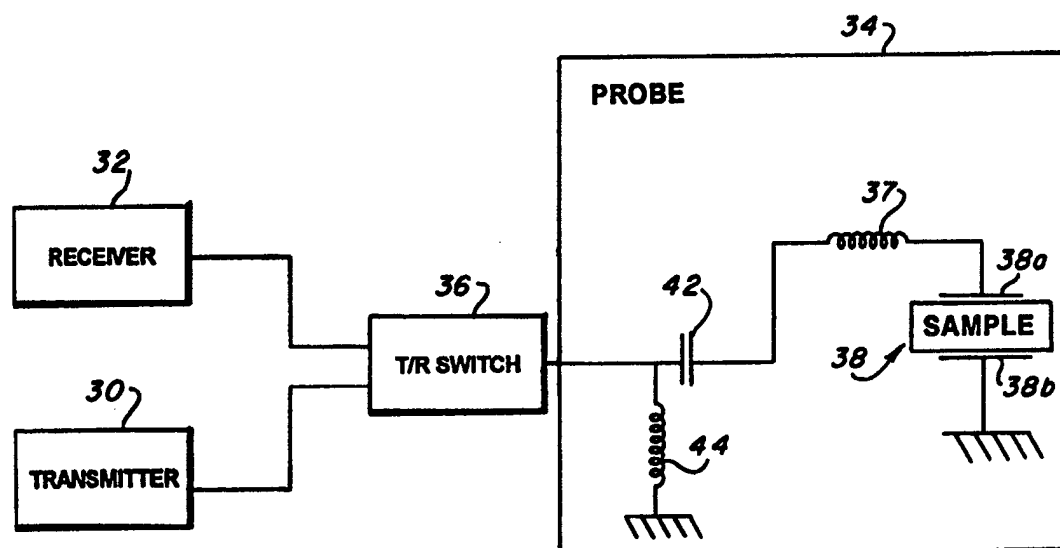 34
PROBE
32
RECEIVER
37
36
42
38a
SAMPLE
T/R SWITCH
38
38b
30
TRANSMITTER
44